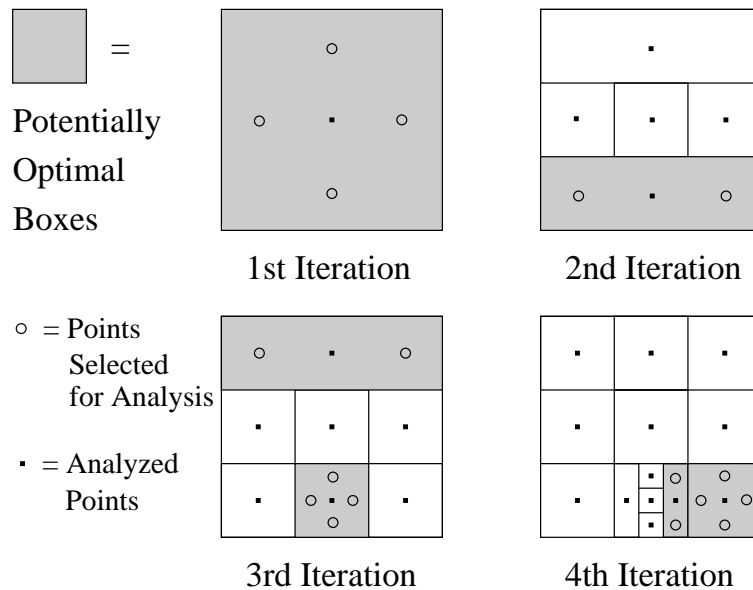 =
Potentially
Optimal
Boxes
1st Iteration
2nd Iteration
= Points
Selected
for Analysis
= Analyzed
Points
3rd Iteration
4th Iteration